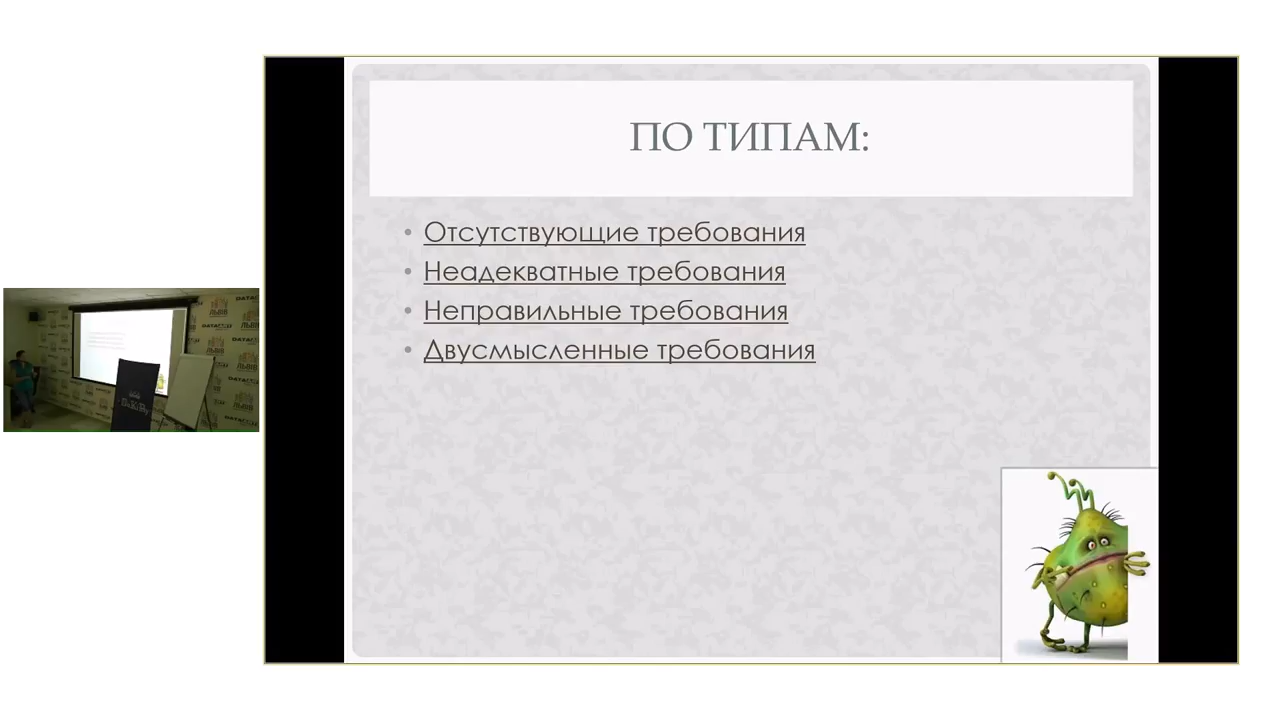 ПО ТИПАМ:
• Отсутствующие требования
• Неадекватные требования
• Неправильные требования
• Двусмысленные требования